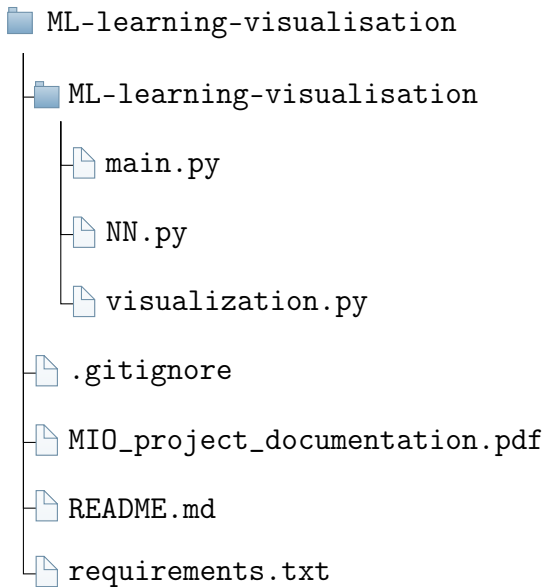 ML-learning-visualisation
ML-learning-visualisation
main.py
NN.py
visualization.py
.gitignore
MIO_project_documentation.pdf
README.md
requirements.txt